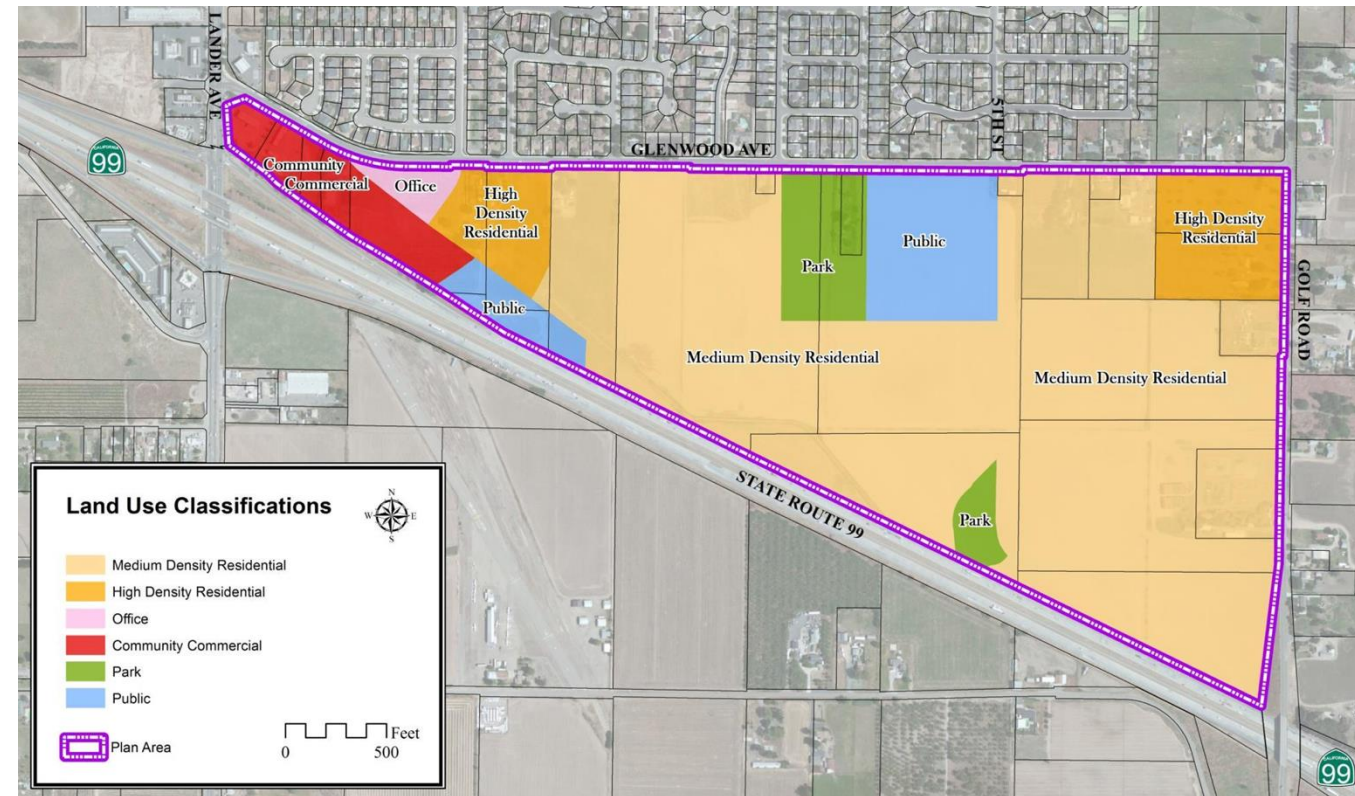 LANDER AVE
CALIFORNIA
99
Community
Commercial
Office
High
Density
Residential
Public
GLENWOOD AVE
5TH ST
Park
Public
High Density
Residential
GOLF ROAD
Medium Density Residential
Medium Density Residential
STATE ROUTE 99
Park
Land Use Classifications
N
W E
S
Medium Density Residential
High Density Residential
Office
Community Commercial
Park
Public
Plan Area
Feet
0 500
CALIFORNIA
99